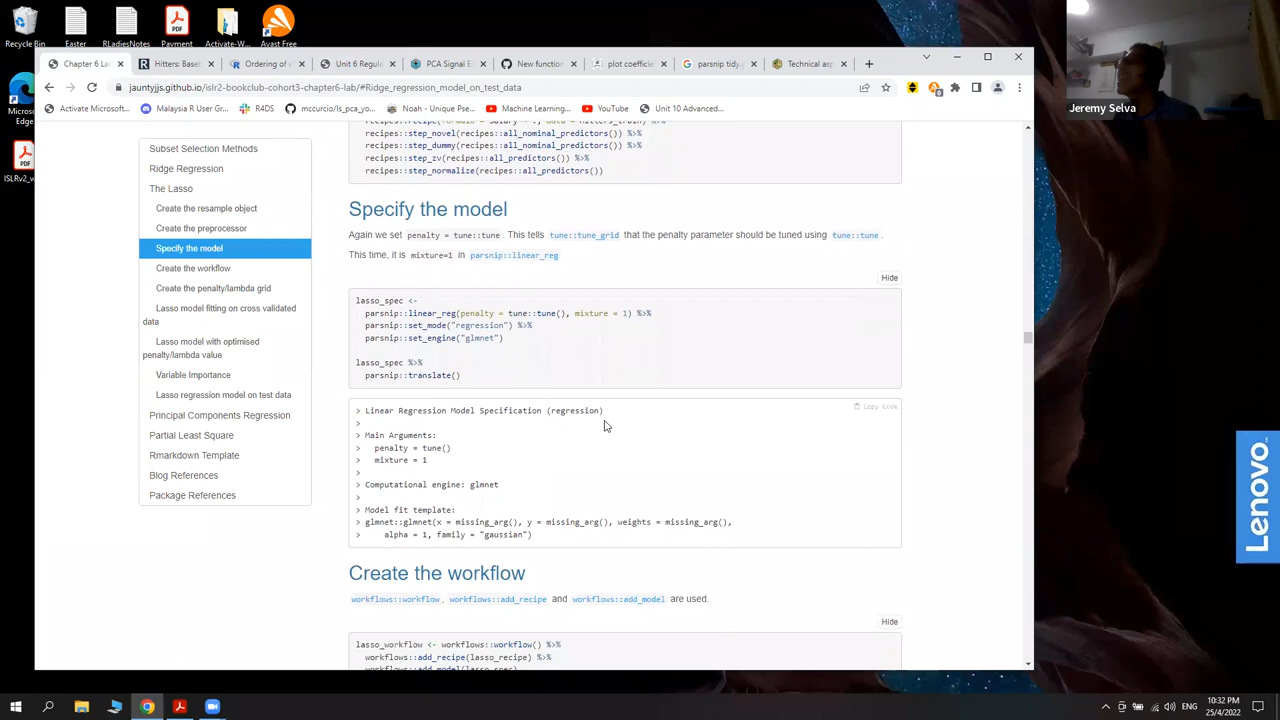 Recycle Bin
Easter
RLadiesNotes
Payment
Activate-W...
Avast Free
Microsoft Edge
ISLRv2_w
Chapter 6 La
Hitters: Baseb
Ordering of
Unit 6 Regule
PCA Signal E
New function
plot coefficie
parsnip tidy.
Technical asp
jauntyjjs.github.io/islr-bookclub-cohort3-chapter6-lab/#Ridge_regression_model_on_test_data
Activate Microsoft...
Malaysia R User Gr...
R4DS
mccurcio/ls_pca_yo...
Noah - Unique Pse...
Machine Learning...
YouTube
Unit 10 Advanced...
Jeremy Selva
Subset Selection Methods
Ridge Regression
The Lasso
Create the resample object
Create the preprocessor
Specify the model
Create the workflow
Create the penalty/lambda grid
Lasso model fitting on cross validated
data
Lasso model with optimised
penalty/lambda value
Variable Importance
Lasso regression model on test data
Principal Components Regression
Partial Least Square
Rmarkdown Template
Blog References
Package References
recipes::step_novel(recipes::all_nominal_predictors()) %>%
recipes::step_dummy(recipes::all_nominal_predictors()) %>%
recipes::step_zv(recipes::all_predictors()) %>%
recipes::step_normalize(recipes::all_predictors())
Specify the model
Again we set penalty = tune::tune . This tells tune::tune_grid that the penalty parameter should be tuned using tune::tune .
This time, it is mixture=1 in parsnip::linear_reg
Hide
lasso_spec <-
parsnip::linear_reg(penalty = tune::tune(), mixture = 1) %>%
parsnip::set_mode("regression") %>%
parsnip::set_engine("glmnet")
lasso_spec %>%
parsnip::translate()
Copy Code
> Linear Regression Model Specification (regression)
>
> Main Arguments:
> penalty = tune()
> mixture = 1
>
> Computational engine: glmnet
>
> Model fit template:
> glmnet::glmnet(x = missing_arg(), y = missing_arg(), weights = missing_arg(),
> alpha = 1, family = "gaussian")
Create the workflow
workflows::workflow , workflows::add_recipe and workflows::add_model are used.
Hide
lasso_workflow <- workflows::workflow() %>%
workflows::add_recipe(lasso_recipe) %>%
workflows::add_model(lasso_spec)
Lenovo
10:32 PM
25/4/2022